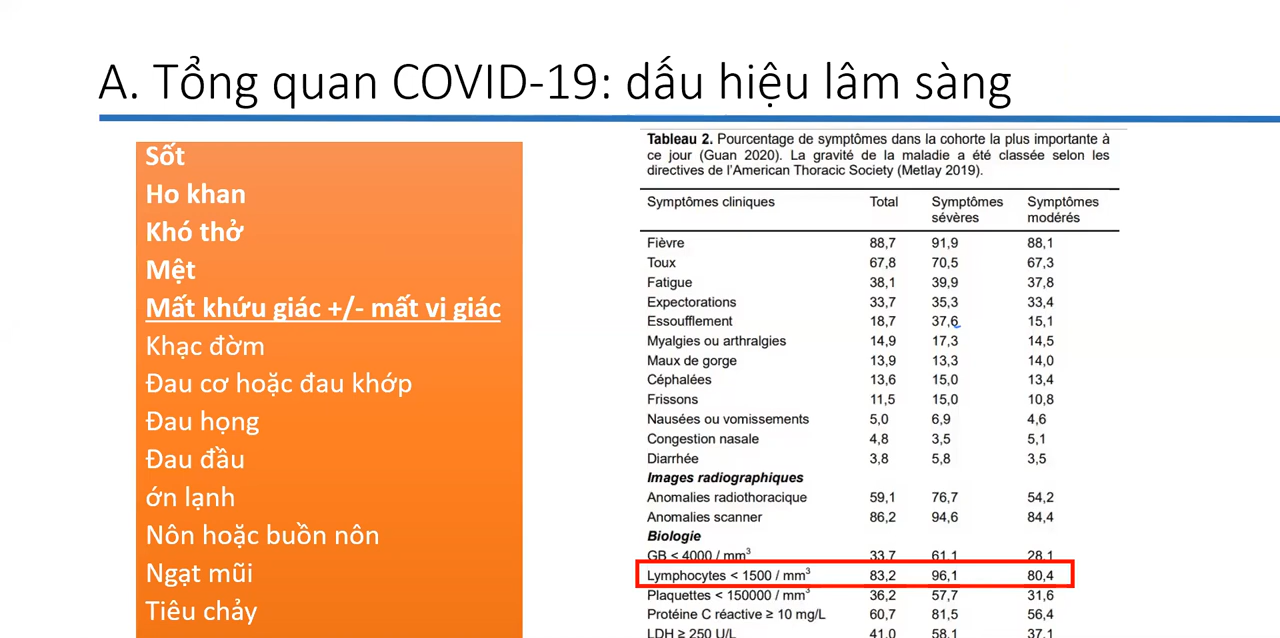 A. Tổng quan COVID-19: dấu hiệu lâm sàng
Sốt
Ho khan
Khó thở
Mệt
Mất khứu giác +/- mất vị giác
Khạc đờm
Đau cơ hoặc đau khớp
Đau họng
Đau đầu
ớn lạnh
Nôn hoặc buồn nôn
Ngạt mũi
Tiêu chảy
Tableau 2. Pourcentage de symptômes dans la cohorte la plus importante à
ce jour (Guan 2020). La gravité de la maladie a été classée selon les
directives de l'American Thoracic Society (Metlay 2019).
Symptômes cliniques Total Symptômes sévères Symptômes modérés
Fièvre 88,7 91,9 88,1
Toux 67,8 70,5 67,3
Fatigue 38,1 39,9 37,8
Expectorations 33,7 35,3 33,4
Essoufflement 18,7 37,6 15,1
Myalgies ou arthralgies 14,9 17,3 14,5
Maux de gorge 13,9 13,3 14,0
Céphalées 13,6 15,0 13,4
Frissons 11,5 15,0 10,8
Nausées ou vomissements 5,0 6,9 4,6
Congestion nasale 4,8 3,5 5,1
Diarrhée 3,8 5,8 3,5
Images radiographiques
Anomalies radiothoracique 59,1 76,7 54,2
Anomalies scanner 86,2 94,6 84,4
Biologie
GB < 4000 / mm³ 33,7 61,1 28,1
Lymphocytes < 1500 / mm³ 83,2 96,1 80,4
Plaquettes < 150000 / mm³ 36,2 57,7 31,6
Protéine C réactive ≥ 10 mg/L 60,7 81,5 56,4
LDH ≥ 250 U/L 41,0 58,1 37,1